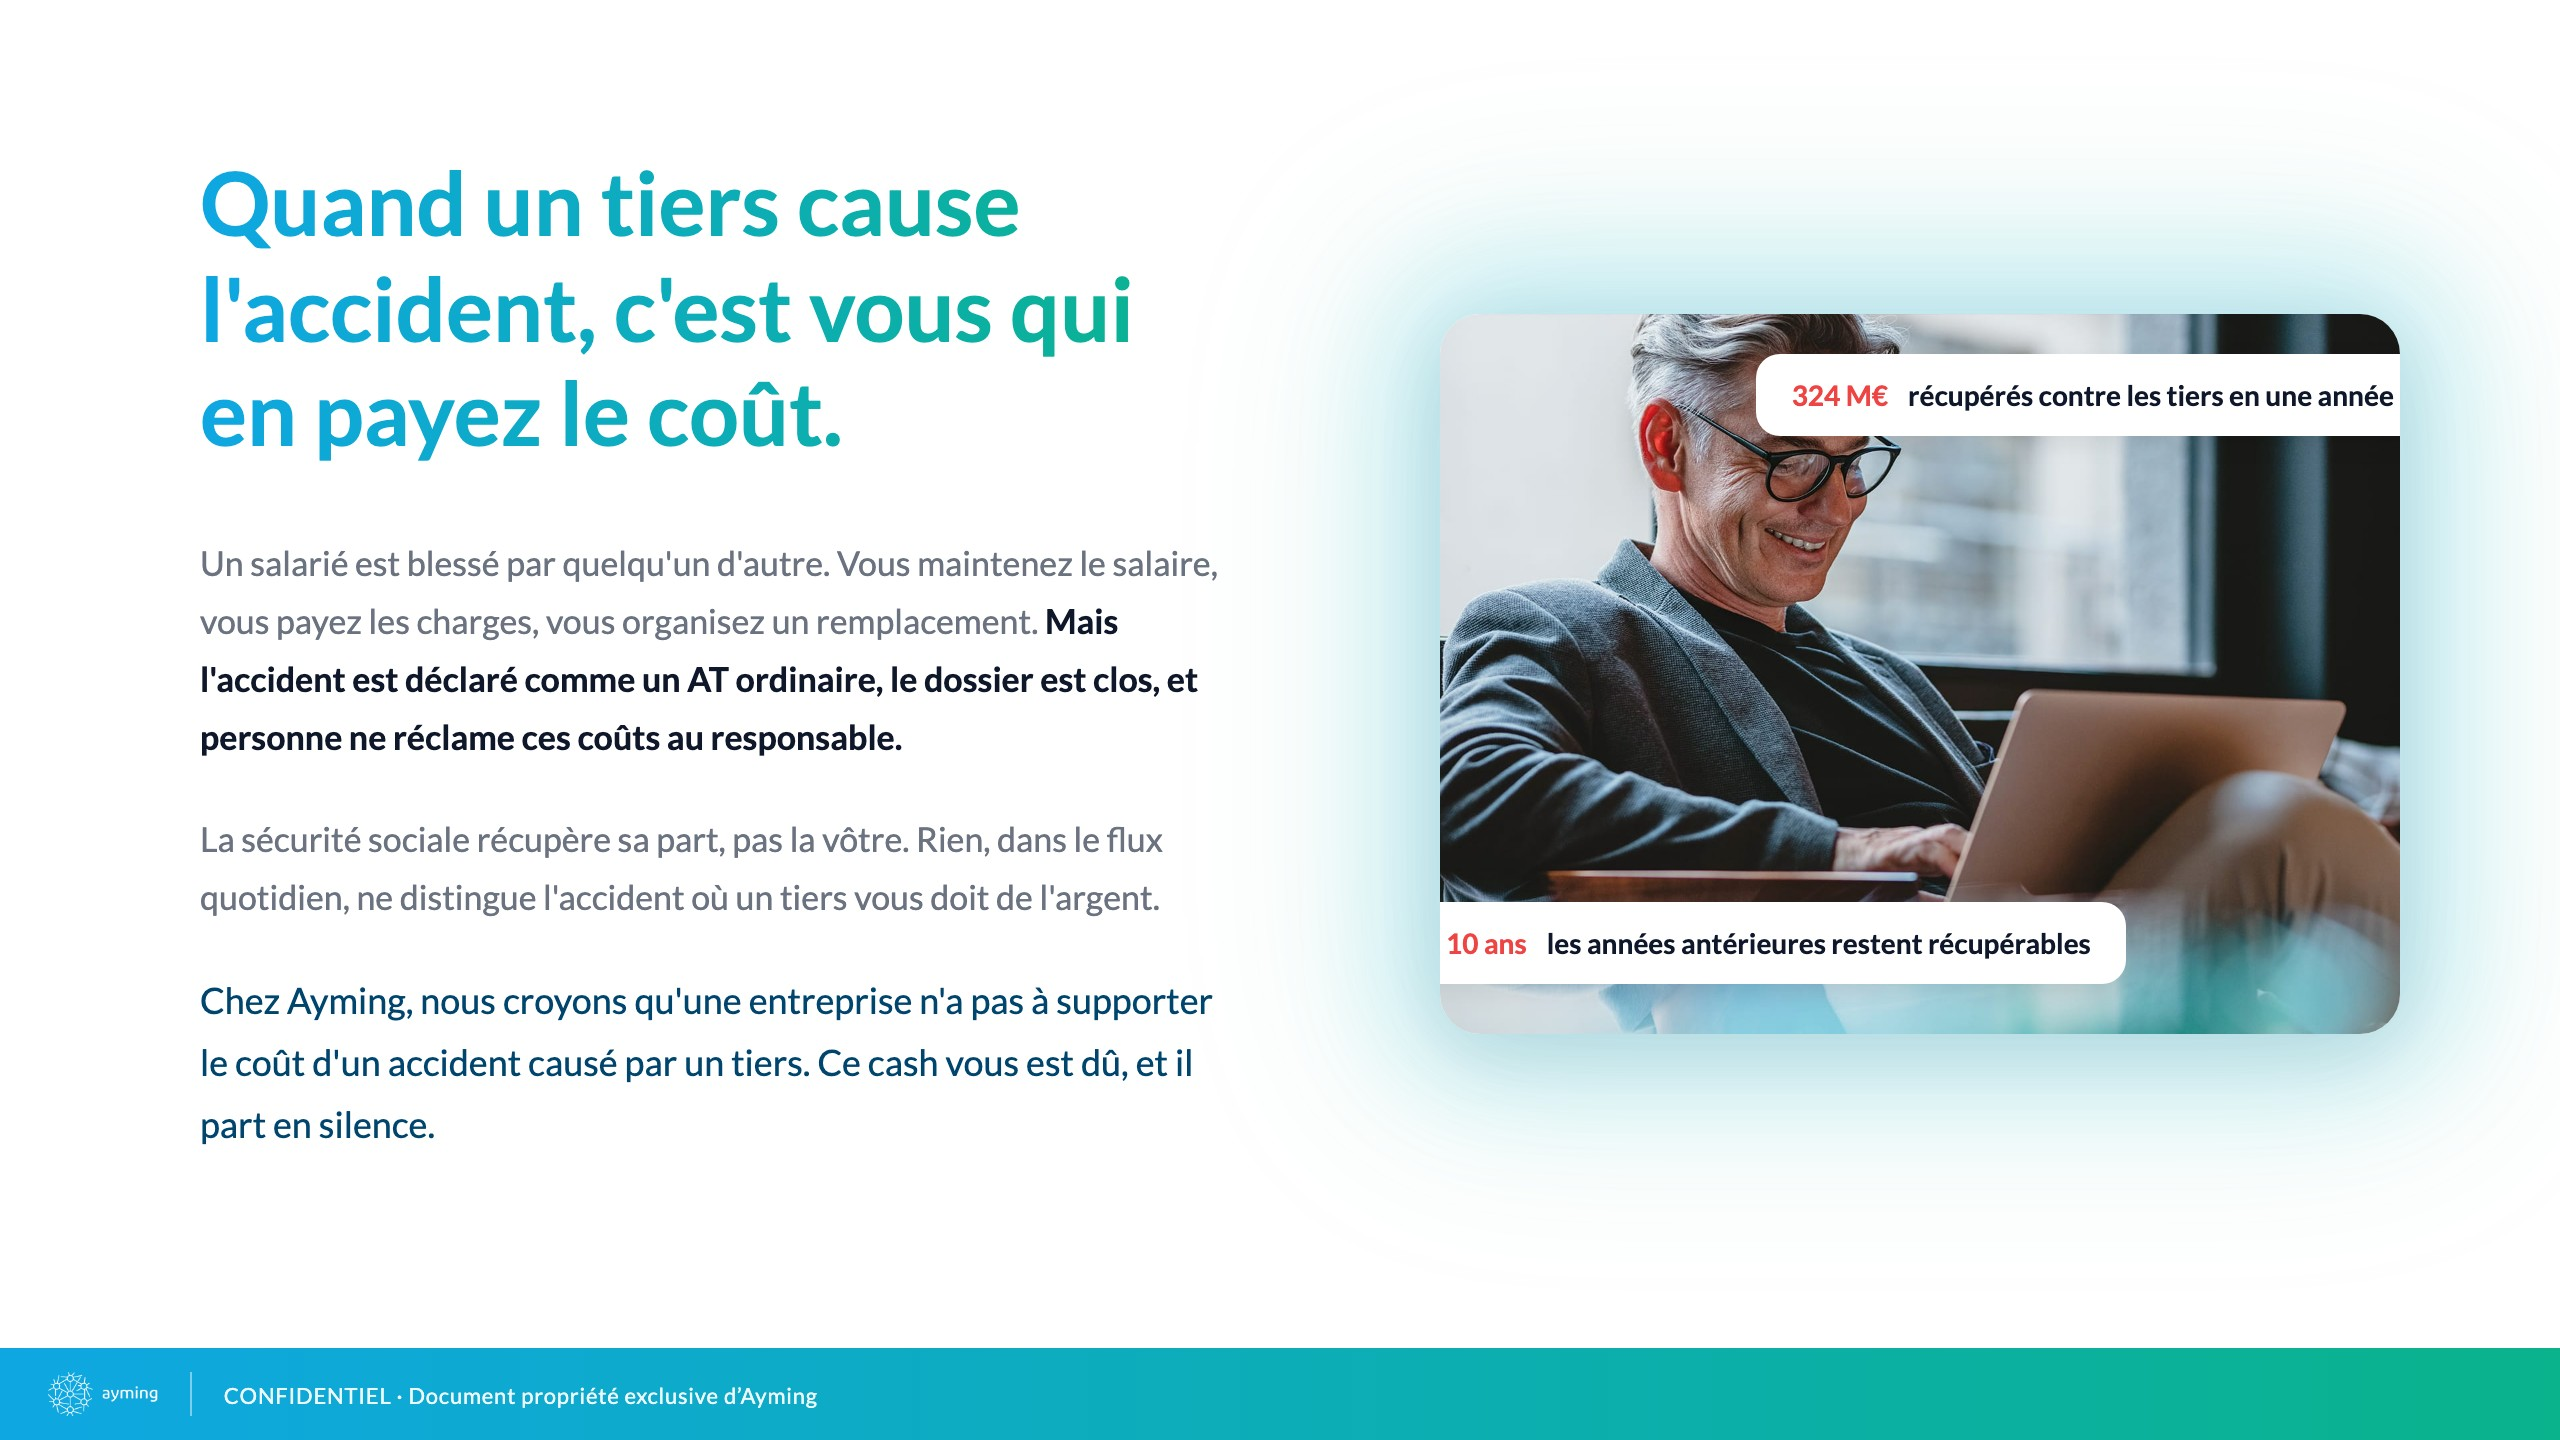 Quand un tiers cause
l'accident, c'est vous qui
en payez le coût.
Un salarié est blessé par quelqu'un d'autre. Vous maintenez le salaire,
vous payez les charges, vous organisez un remplacement. Mais
l'accident est déclaré comme un AT ordinaire, le dossier est clos, et
personne ne réclame ces coûts au responsable.
La sécurité sociale récupère sa part, pas la vôtre. Rien, dans le flux
quotidien, ne distingue l'accident où un tiers vous doit de l'argent.
Chez Ayming, nous croyons qu'une entreprise n'a pas à supporter
le coût d'un accident causé par un tiers. Ce cash vous est dû, et il
part en silence.
324 M€ récupérés contre les tiers en une année
10 ans les années antérieures restent récupérables
ayming
CONFIDENTIEL · Document propriété exclusive d’Ayming